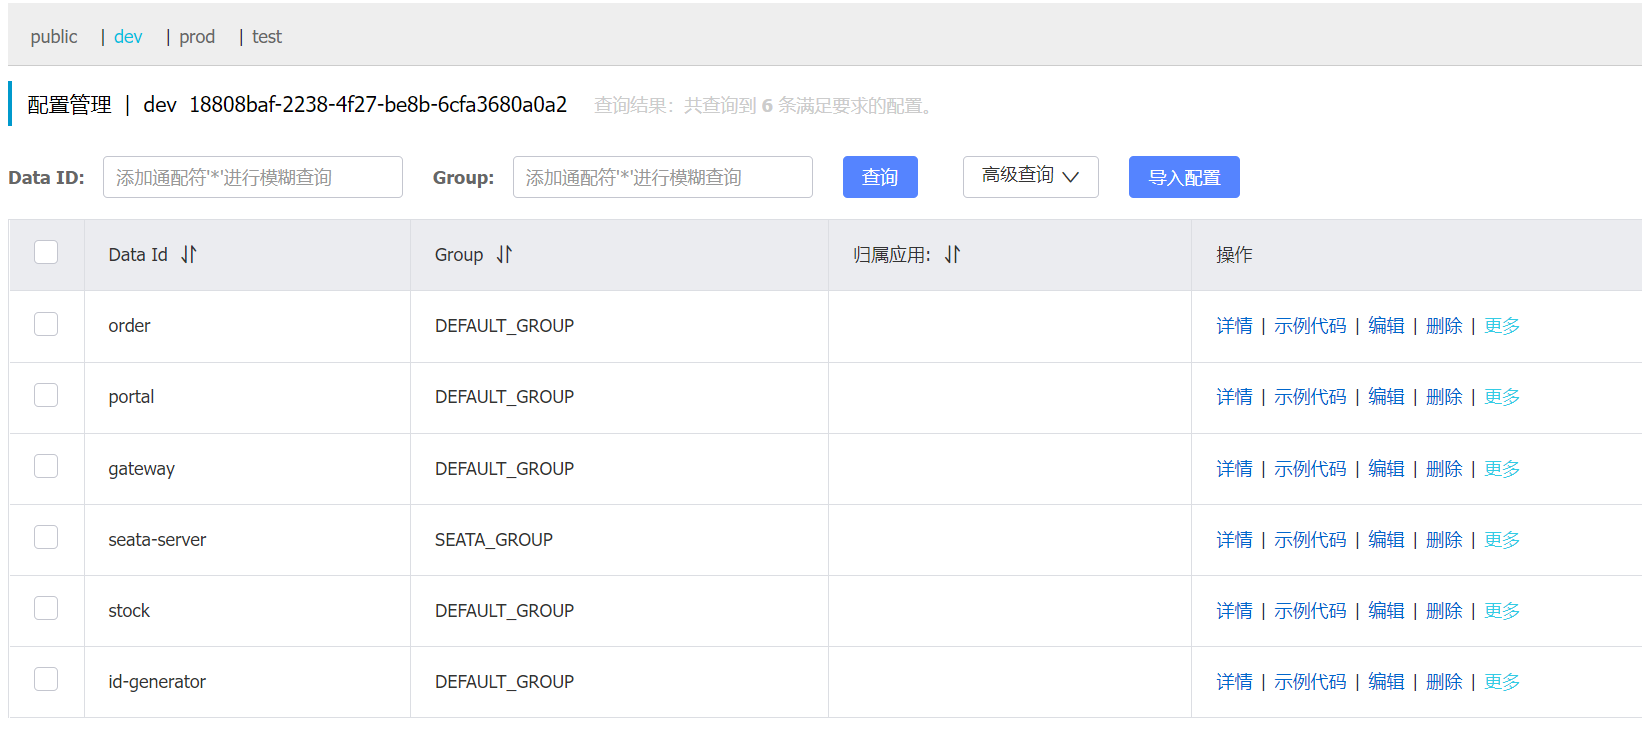 public | dev | prod | test
配置管理 | dev 18808baf-2238-4f27-be8b-6cfa3680a0a2 查询结果：共查询到 6 条满足要求的配置。
Data ID: 添加通配符'*'进行模糊查询 Group: 添加通配符'*'进行模糊查询 查询 高级查询 导入配置
Data Id Group 归属应用: 操作
order DEFAULT_GROUP 详情 | 示例代码 | 编辑 | 删除 | 更多
portal DEFAULT_GROUP 详情 | 示例代码 | 编辑 | 删除 | 更多
gateway DEFAULT_GROUP 详情 | 示例代码 | 编辑 | 删除 | 更多
seata-server SEATA_GROUP 详情 | 示例代码 | 编辑 | 删除 | 更多
stock DEFAULT_GROUP 详情 | 示例代码 | 编辑 | 删除 | 更多
id-generator DEFAULT_GROUP 详情 | 示例代码 | 编辑 | 删除 | 更多